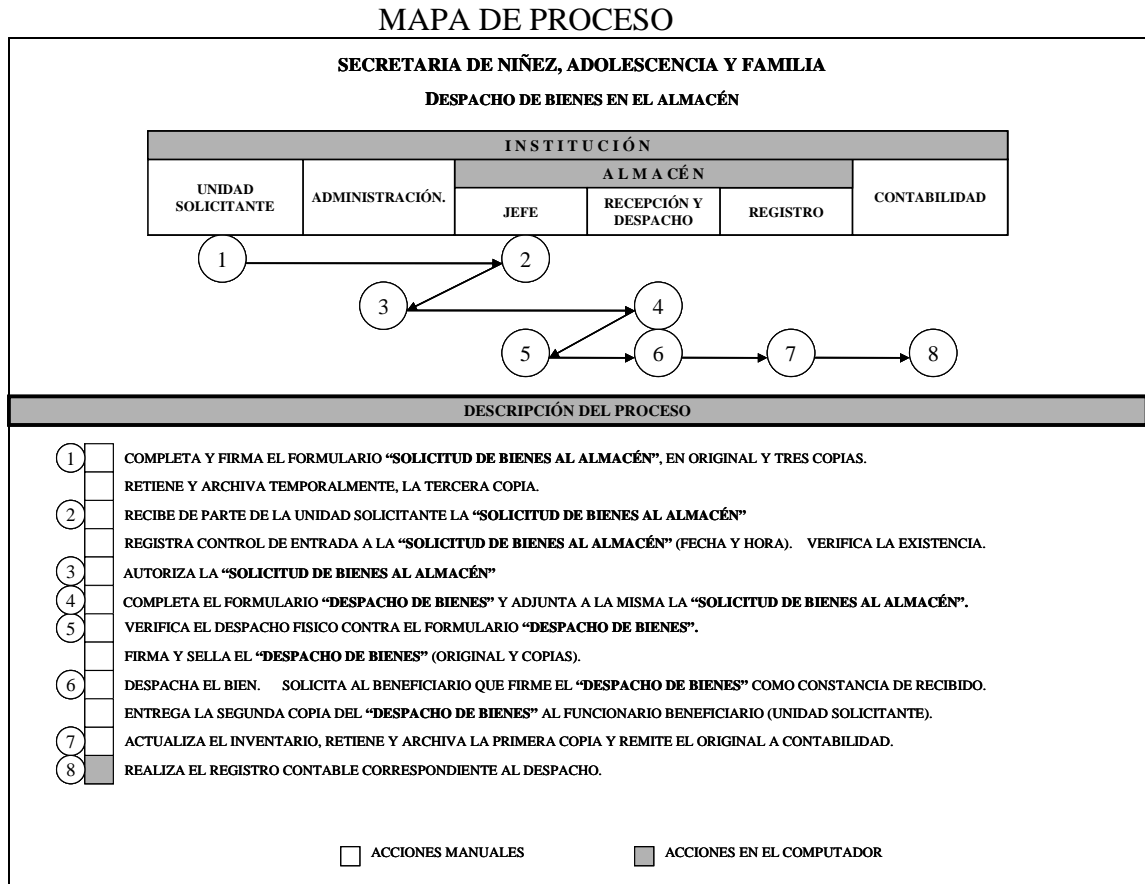 MAPA DE PROCESO
SECRETARIA DE NIÑEZ, ADOLESCENCIA Y FAMILIA
DESPACHO DE BIENES EN EL ALMACÉN
INSTITUCIÓN
UNIDAD SOLICITANTE
ADMINISTRACIÓN.
ALMACÉN
JEFE
RECEPCIÓN Y DESPACHO
REGISTRO
CONTABILIDAD
1
2
3
4
5
6
7
8
DESCRIPCIÓN DEL PROCESO
1 COMPLETA Y FIRMA EL FORMULARIO “SOLICITUD DE BIENES AL ALMACÉN”, EN ORIGINAL Y TRES COPIAS.
RETIENE Y ARCHIVA TEMPORALMENTE, LA TERCERA COPIA.
2 RECIBE DE PARTE DE LA UNIDAD SOLICITANTE LA “SOLICITUD DE BIENES AL ALMACÉN”
REGISTRA CONTROL DE ENTRADA A LA “SOLICITUD DE BIENES AL ALMACÉN” (FECHA Y HORA). VERIFICA LA EXISTENCIA.
3 AUTORIZA LA “SOLICITUD DE BIENES AL ALMACÉN”
4 COMPLETA EL FORMULARIO “DESPACHO DE BIENES” Y ADJUNTA A LA MISMA LA “SOLICITUD DE BIENES AL ALMACÉN”.
5 VERIFICA EL DESPACHO FISICO CONTRA EL FORMULARIO “DESPACHO DE BIENES”.
FIRMA Y SELLA EL “DESPACHO DE BIENES” (ORIGINAL Y COPIAS).
6 DESPACHA EL BIEN. SOLICITA AL BENEFICIARIO QUE FIRME EL “DESPACHO DE BIENES” COMO CONSTANCIA DE RECIBIDO.
ENTREGA LA SEGUNDA COPIA DEL “DESPACHO DE BIENES” AL FUNCIONARIO BENEFICIARIO (UNIDAD SOLICITANTE).
7 ACTUALIZA EL INVENTARIO, RETIENE Y ARCHIVA LA PRIMERA COPIA Y REMITE EL ORIGINAL A CONTABILIDAD.
8 REALIZA EL REGISTRO CONTABLE CORRESPONDIENTE AL DESPACHO.
ACCIONES MANUALES
ACCIONES EN EL COMPUTADOR